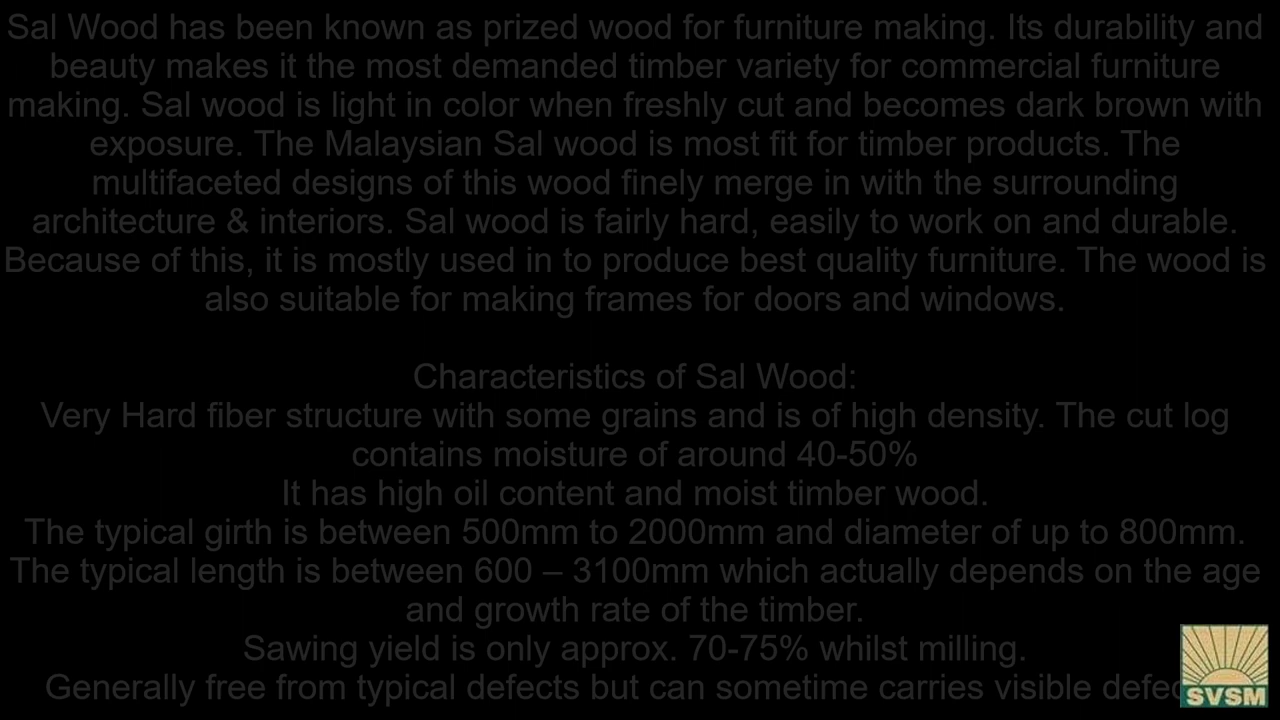 Sal Wood has been known as prized wood for furniture making. Its durability and
beauty makes it the most demanded timber variety for commercial furniture
making. Sal wood is light in color when freshly cut and becomes dark brown with
exposure. The Malaysian Sal wood is most fit for timber products. The
multifaceted designs of this wood finely merge in with the surrounding
architecture & interiors. Sal wood is fairly hard, easily to work on and durable.
Because of this, it is mostly used in to produce best quality furniture. The wood is
also suitable for making frames for doors and windows.
Characteristics of Sal Wood:
Very Hard fiber structure with some grains and is of high density. The cut log
contains moisture of around 40-50%
It has high oil content and moist timber wood.
The typical girth is between 500mm to 2000mm and diameter of up to 800mm.
The typical length is between 600 – 3100mm which actually depends on the age
and growth rate of the timber.
Sawing yield is only approx. 70-75% whilst milling.
Generally free from typical defects but can sometime carries visible
SVSM